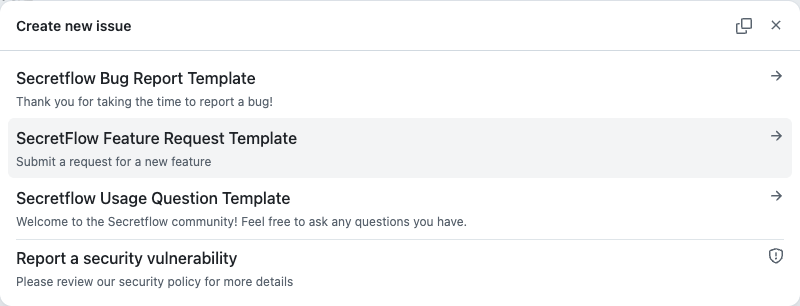 Create new issue
Secretflow Bug Report Template
Thank you for taking the time to report a bug!
SecretFlow Feature Request Template
Submit a request for a new feature
Secretflow Usage Question Template
Welcome to the Secretflow community! Feel free to ask any questions you have.
Report a security vulnerability
Please review our security policy for more details